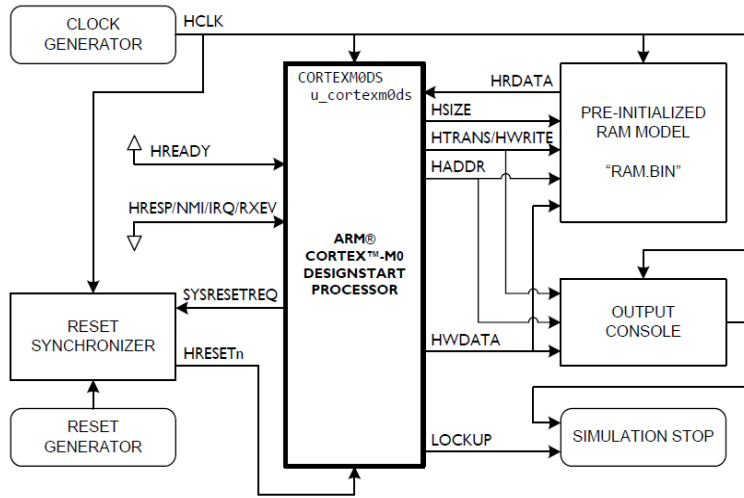 CLOCK
GENERATOR
HCLK
CORTEXM0DS
u_cortexm0ds
HRDATA
HSIZE
HTRANS/HWRITE
HADDR
PRE-INITIALIZED
RAM MODEL
“RAM.BIN”
HREADY
HRESP/NMI/IRQ/RXEV
ARM®
CORTEX™-M0
DESIGNSTART
PROCESSOR
SYSRESETREQ
RESET
SYNCHRONIZER
HRESETn
HWDATA
OUTPUT
CONSOLE
RESET
GENERATOR
LOCKUP
SIMULATION STOP